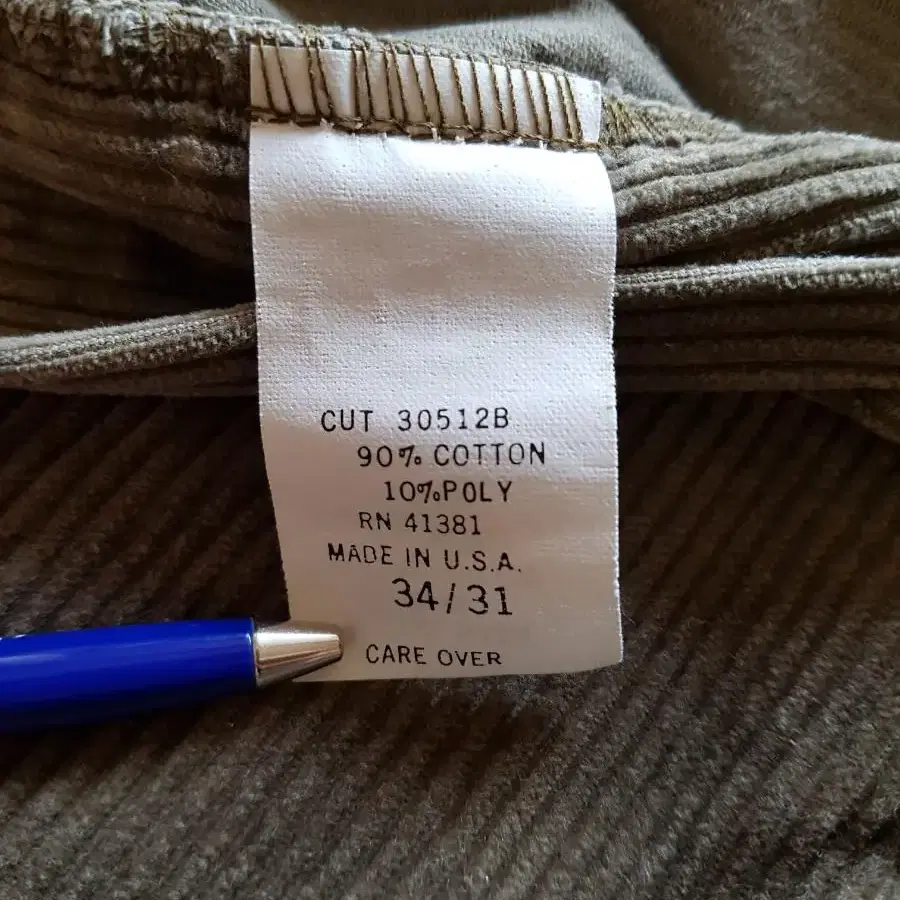 CUT 30512B
90% COTTON
10% POLY
RN 41381
MADE IN U.S.A.
34/31
CARE OVER